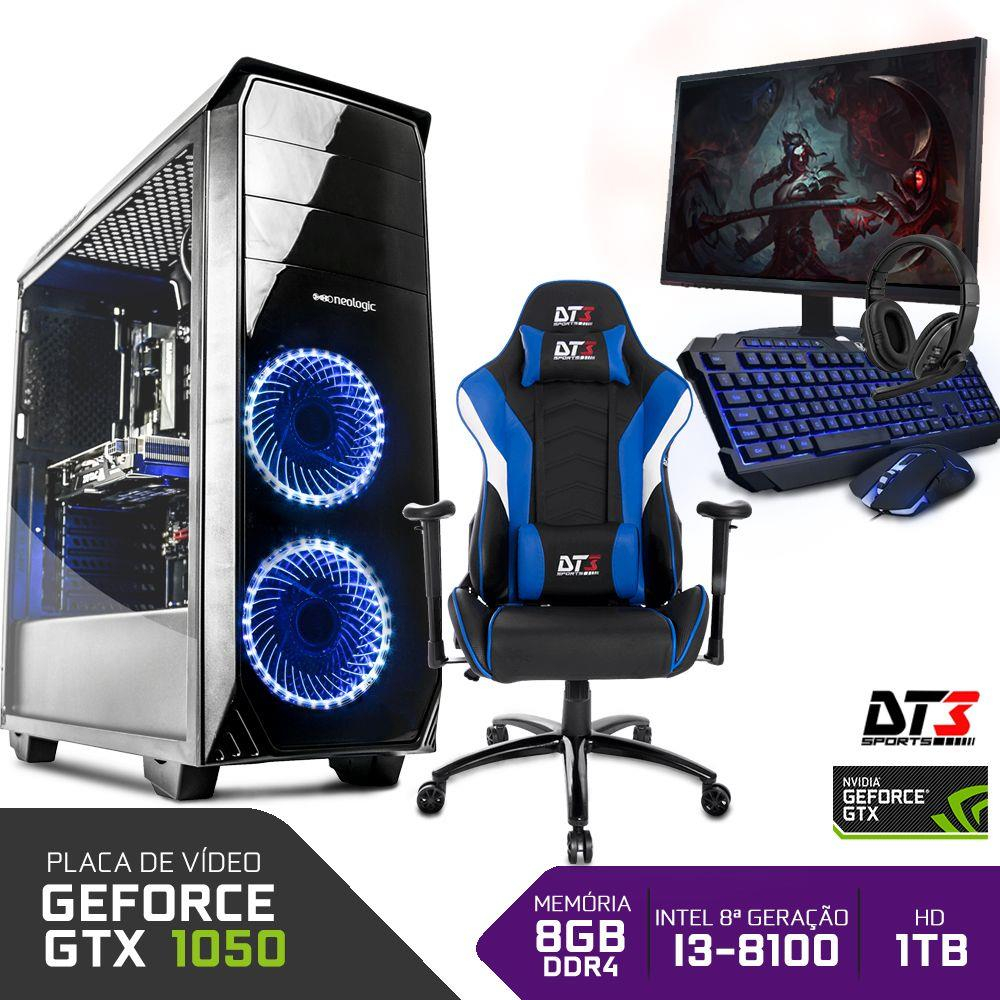 neologic
DT3
SPORTS
DT3
SPORTS
DT3
SPORTS
DT3
SPORTS
NVIDIA
GEFORCE®
GTX
PLACA DE VÍDEO
GEFORCE
GTX 1050
MEMÓRIA
8GB
DDR4
INTEL 8ª GERAÇÃO
I3-8100
HD
1TB